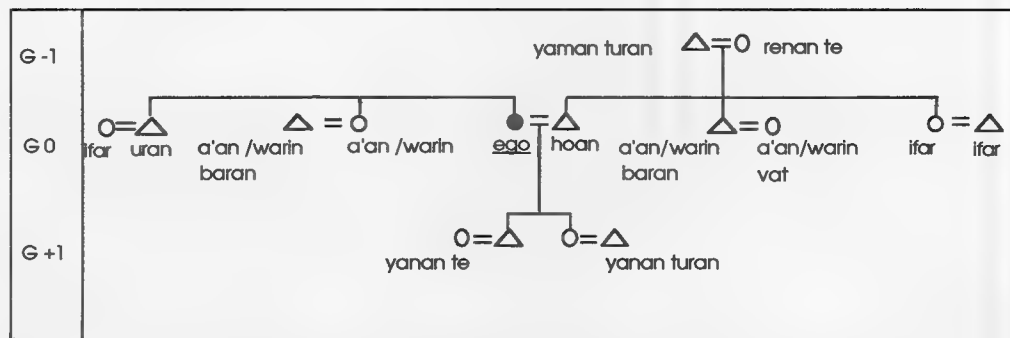 G -1
yaman turan
renan te
G 0
ifar
uran
a'an/warin
baran
a'an /warin
ego
hoan
a'an/warin
baran
a'an/warin
vat
ifar
ifar
G +1
yanan te
yanan turan